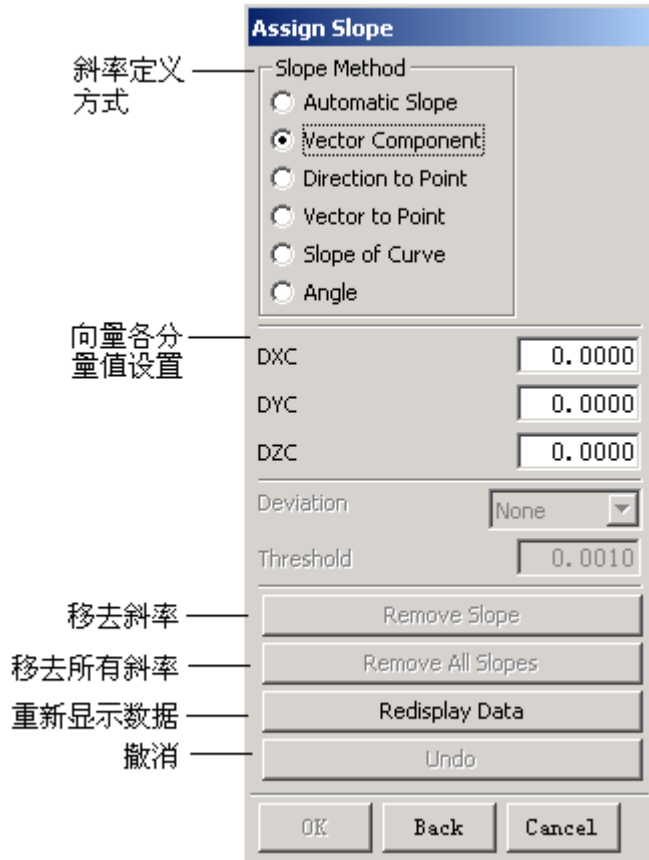 Assign Slope
斜率定义
方式
Slope Method
Automatic Slope
Vector Component
Direction to Point
Vector to Point
Slope of Curve
Angle
向量各分
量值设置
DXC 0.0000
DYC 0.0000
DZC 0.0000
Deviation None
Threshold 0.0010
移去斜率 Remove Slope
移去所有斜率 Remove All Slopes
重新显示数据 Redisplay Data
撤消 Undo
OK Back Cancel